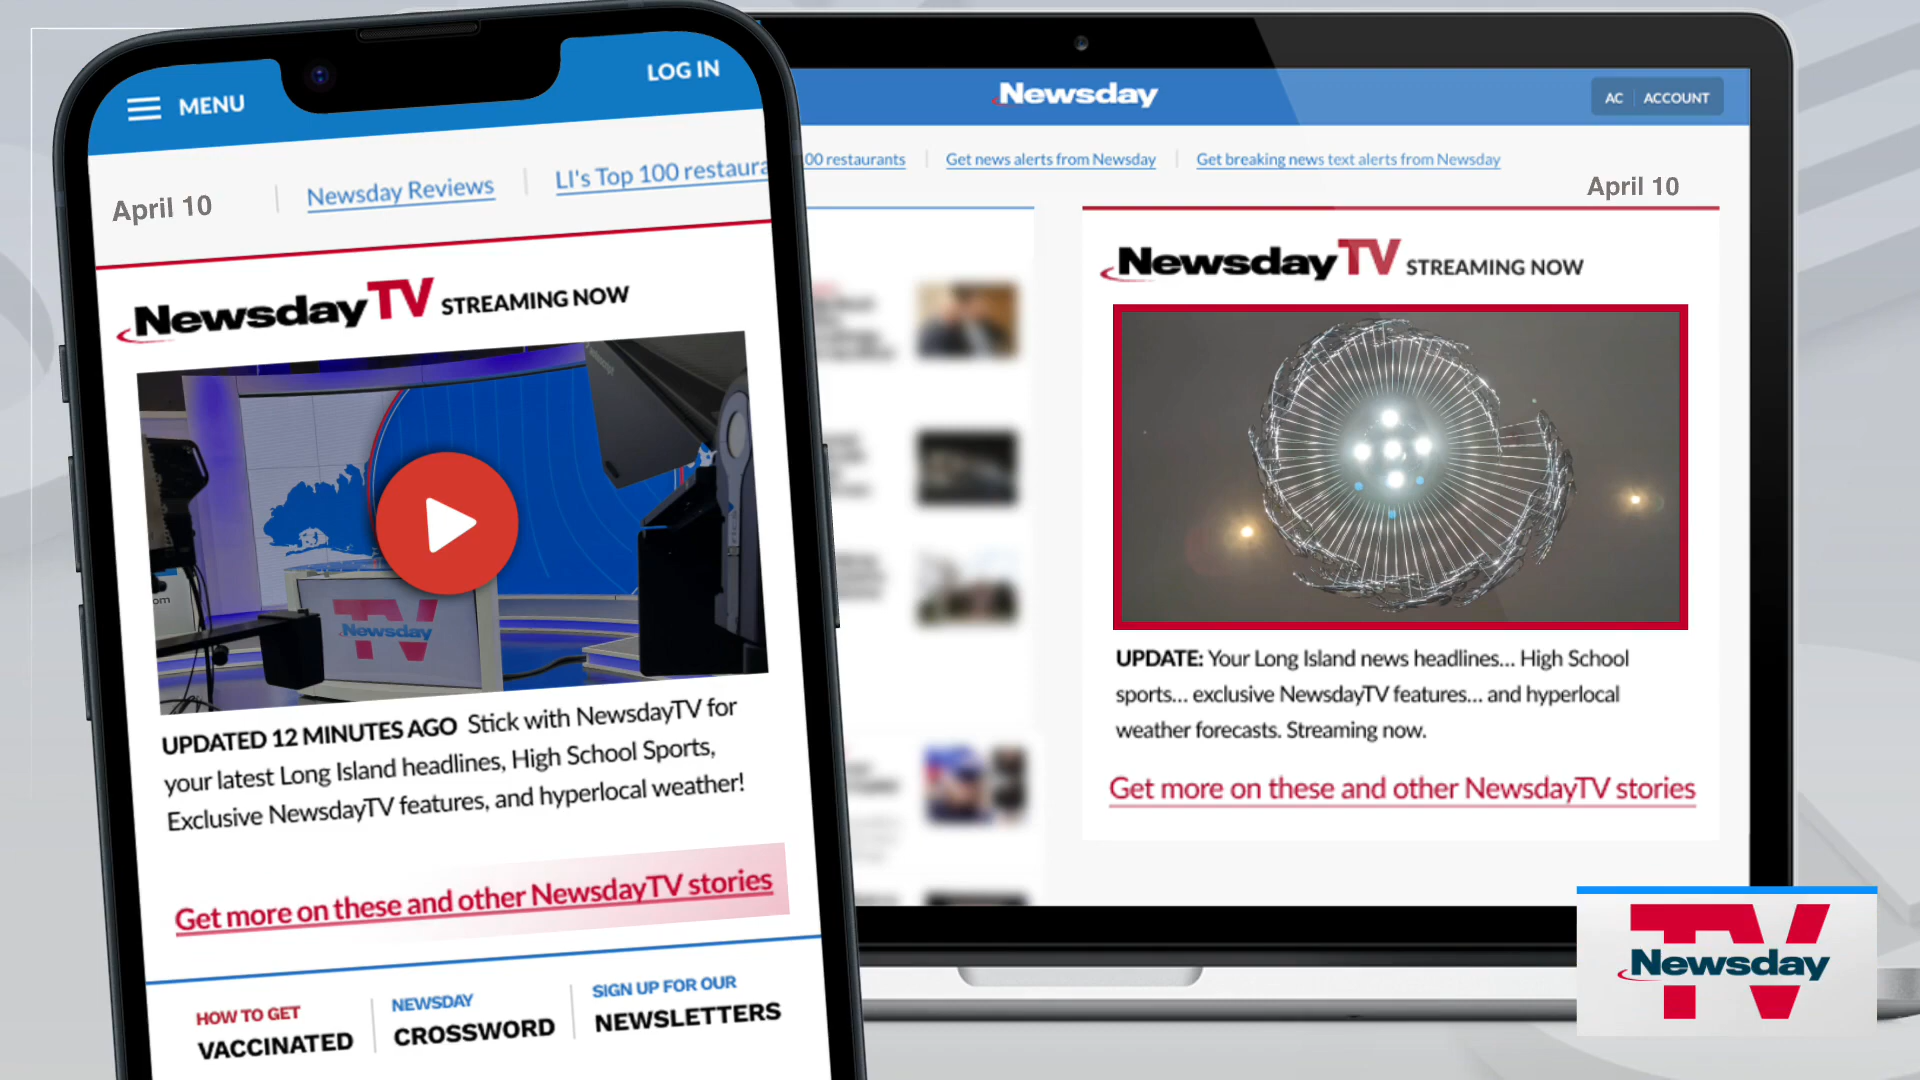 MENU
LOG IN
April 10
Newsday Reviews
LI's Top 100 restaura
NewsdayTV STREAMING NOW
om
TV
Newsday
UPDATED 12 MINUTES AGO Stick with NewsdayTV for
your latest Long Island headlines, High School Sports,
Exclusive NewsdayTV features, and hyperlocal weather!
Get more on these and other NewsdayTV stories
HOW TO GET
VACCINATED
NEWSDAY
CROSSWORD
SIGN UP FOR OUR
NEWSLETTERS
Newsday
AC ACCOUNT
00 restaurants
Get news alerts from Newsday
Get breaking news text alerts from Newsday
April 10
NewsdayTV STREAMING NOW
UPDATE: Your Long Island news headlines... High School
sports... exclusive NewsdayTV features... and hyperlocal
weather forecasts. Streaming now.
Get more on these and other NewsdayTV stories
TV
Newsday